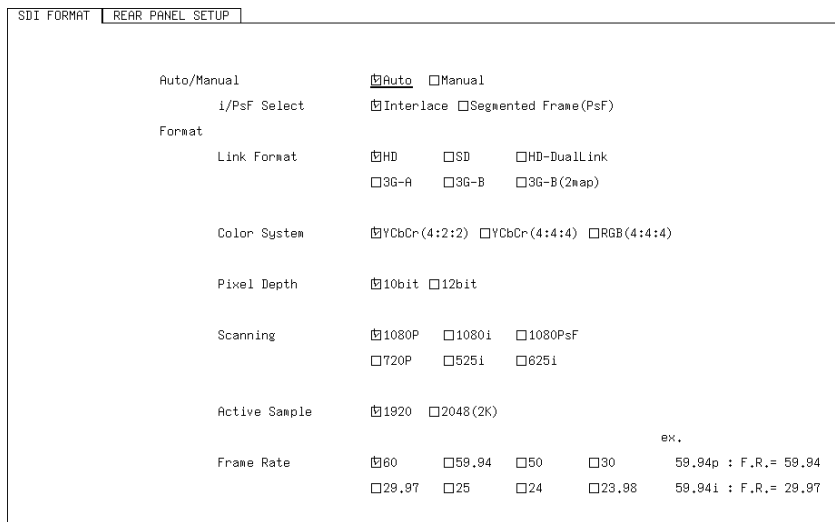 SDI FORMAT REAR PANEL SETUP
Auto/Manual ☑Auto ☐Manual
i/PsF Select ☑Interlace ☐Segmented Frame(PsF)
Format
Link Format ☑HD ☐SD ☐HD-DualLink
☐3G-A ☐3G-B ☐3G-B(2map)
Color System ☑YCbCr(4:2:2) ☐YCbCr(4:4:4) ☐RGB(4:4:4)
Pixel Depth ☑10bit ☐12bit
Scanning ☑1080P ☐1080i ☐1080PsF
☐720P ☐525i ☐625i
Active Sample ☑1920 ☐2048(2K)
ex.
Frame Rate ☑60 ☐59.94 ☐50 ☐30 59.94p : F.R.= 59.94
☐29.97 ☐25 ☐24 ☐23.98 59.94i : F.R.= 29.97